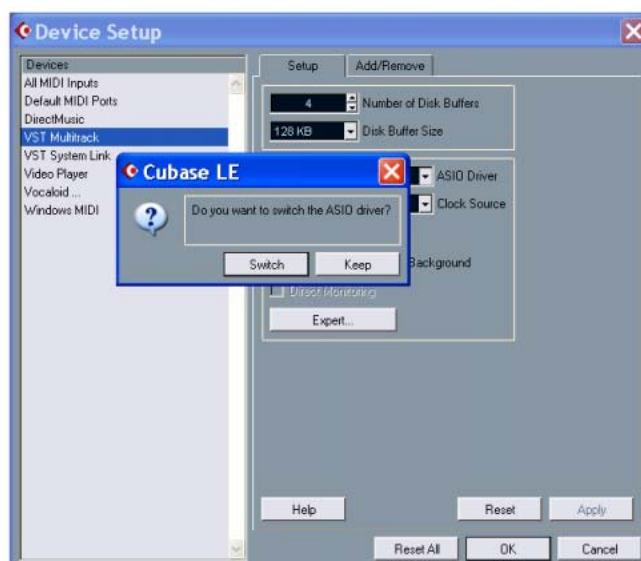 Device Setup
Devices
All MIDI Inputs
Default MIDI Ports
DirectMusic
VST Multitrack
VST System Link
Video Player
Vocaloid ...
Windows MIDI
Setup
Add/Remove
4
Number of Disk Buffers
128 KB
Disk Buffer Size
ASIO Driver
Clock Source
Background
Direct Monitoring
Expert...
Cubase LE
Do you want to switch the ASIO driver?
Switch
Keep
Help
Reset
Apply
Reset All
OK
Cancel